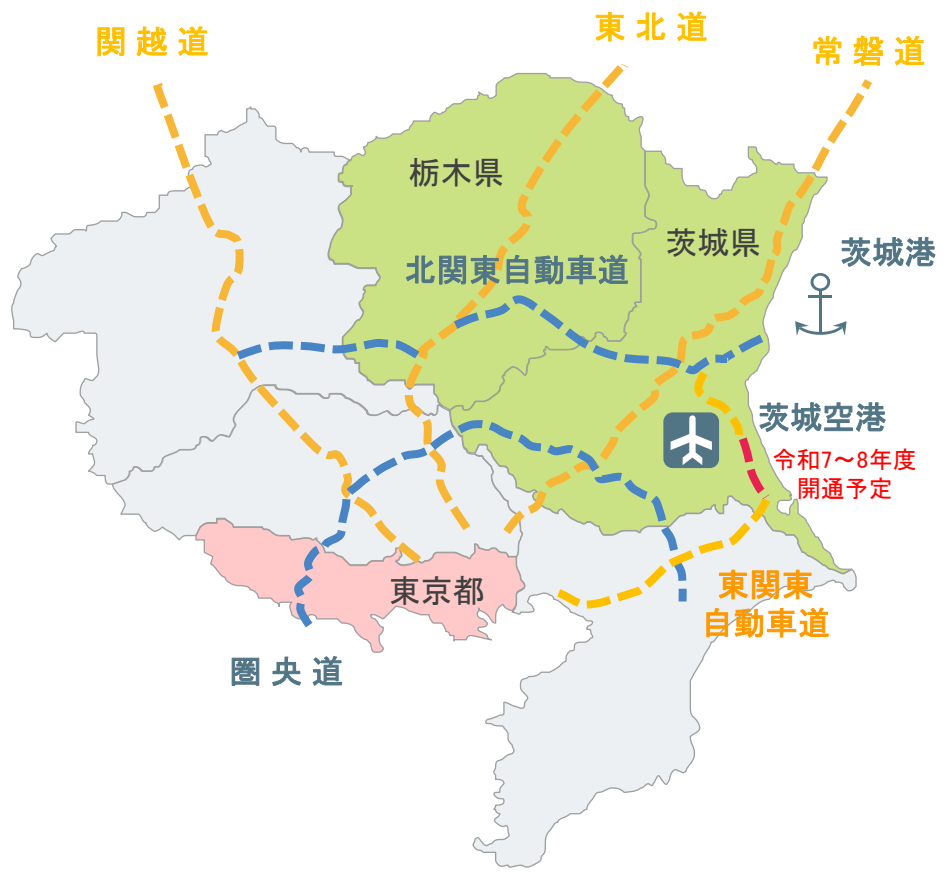 関越道
東北道
常磐道
栃木県
茨城県
茨城港
北関東自動車道
茨城空港
令和7～8年度
開通予定
東京都
東関東
自動車道
圏央道